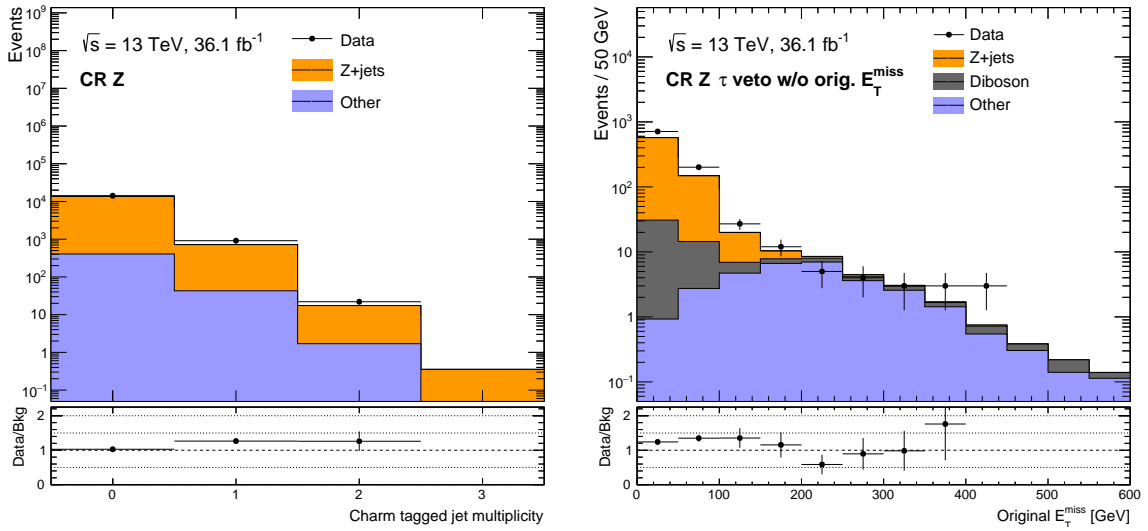 Events
10⁹
10⁸
10⁷
10⁶
10⁵
10⁴
10³
10²
10
1
10⁻¹
√s = 13 TeV, 36.1 fb⁻¹
CR Z
Data
Z+jets
Other
Data/Bkg
2
1
0
0 1 2 3
Charm tagged jet multiplicity
Events / 50 GeV
10⁴
10³
10²
10
1
10⁻¹
√s = 13 TeV, 36.1 fb⁻¹
CR Z τ veto w/o orig. E_T^miss
Data
Z+jets
Diboson
Other
Data/Bkg
2
1
0
0 100 200 300 400 500 600
Original E_T^miss [GeV]